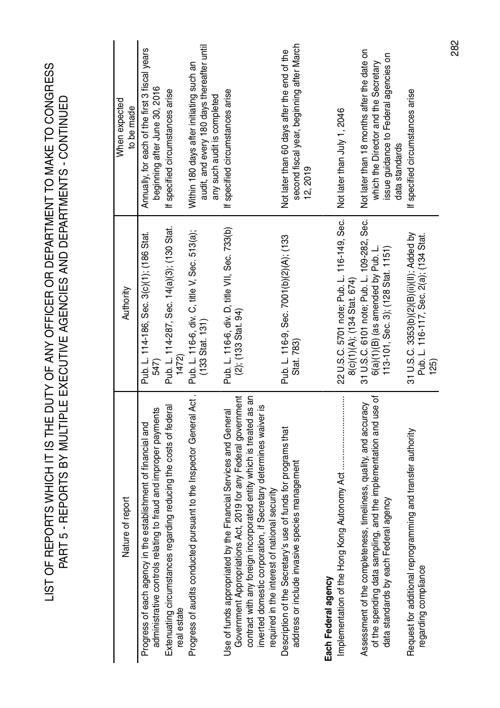 LIST OF REPORTS WHICH IT IS THE DUTY OF ANY OFFICER OR DEPARTMENT TO MAKE TO CONGRESS
PART 5 - REPORTS BY MULTIPLE EXECUTIVE AGENCIES AND DEPARTMENTS - CONTINUED
Nature of report
Authority
When expected
to be made
Progress of each agency in the establishment of financial and
administrative controls relating to fraud and improper payments
Pub. L. 114-186, Sec. 3(c)(1); (186 Stat.
547)
Annually, for each of the first 3 fiscal years
beginning after June 30, 2016
Extenuating circumstances regarding reducing the costs of federal
real estate
Pub. L. 114-287, Sec. 14(a)(3); (130 Stat.
1472)
If specified circumstances arise
Progress of audits conducted pursuant to the Inspector General Act .
Pub. L. 116-6, div. C, title V, Sec. 513(a);
(133 Stat. 131)
Within 180 days after initiating such an
audit, and every 180 days thereafter until
any such audit is completed
Use of funds appropriated by the Financial Services and General
Government Appropriations Act, 2019 for any Federal government
contract with any foreign incorporated entity which is treated as an
inverted domestic corporation, if Secretary determines waiver is
required in the interest of national security
Pub. L. 116-6, div. D, title VII, Sec. 733(b)
(2); (133 Stat. 94)
If specified circumstances arise
Description of the Secretary's use of funds for programs that
address or include invasive species management
Pub. L. 116-9, Sec. 7001(b)(2)(A); (133
Stat. 783)
Not later than 60 days after the end of the
second fiscal year, beginning after March
12, 2019
Each Federal agency
Implementation of the Hong Kong Autonomy Act ........................
22 U.S.C. 5701 note; Pub. L. 116-149, Sec.
8(c)(1)(A); (134 Stat. 674)
Not later than July 1, 2046
Assessment of the completeness, timeliness, quality, and accuracy
of the spending data sampling, and the implementation and use of
data standards by each Federal agency
31 U.S.C. 6101 note; Pub. L. 109-282, Sec.
6(a)(1)(B) (as amended by Pub. L.
113-101, Sec. 3); (128 Stat. 1151)
Not later than 18 months after the date on
which the Director and the Secretary
issue guidance to Federal agencies on
data standards
Request for additional reprogramming and transfer authority
regarding compliance
31 U.S.C. 3353(b)(2)(B)(ii)(II); Added by
Pub. L. 116-117, Sec. 2(a); (134 Stat.
125)
If specified circumstances arise
282